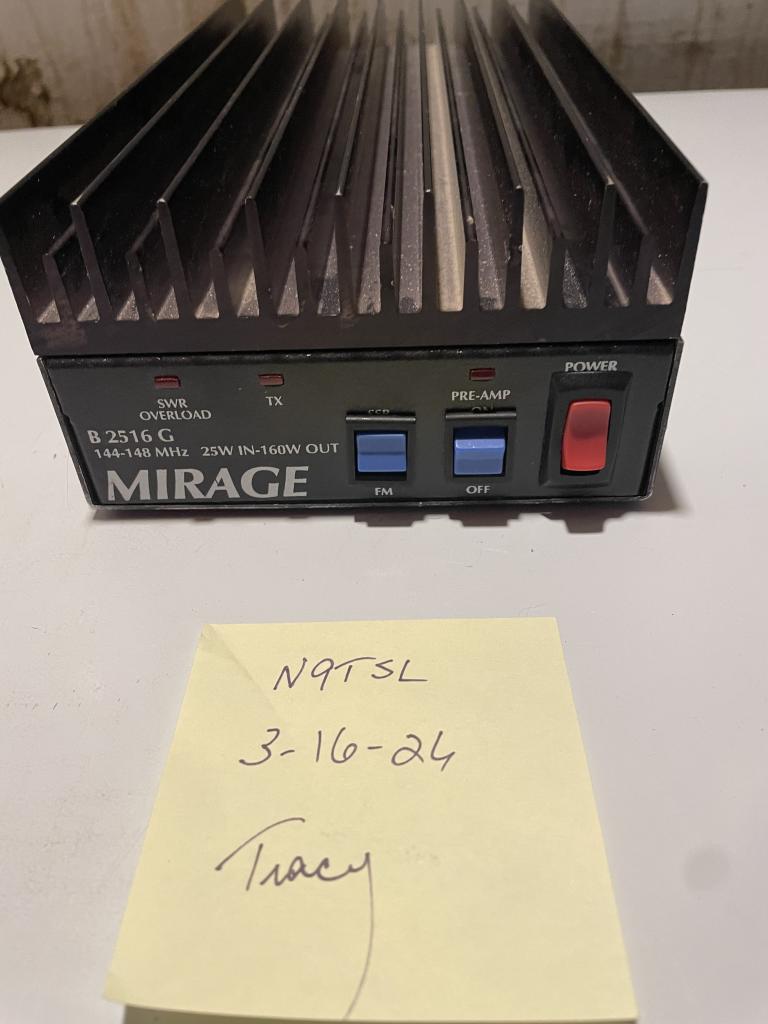 POWER
SWR
OVERLOAD
TX
PRE-AMP
ON
SSB
B 2516 G
144-148 MHz 25W IN-160W OUT
MIRAGE
FM
OFF
N9TSL
3-16-24
Tracy